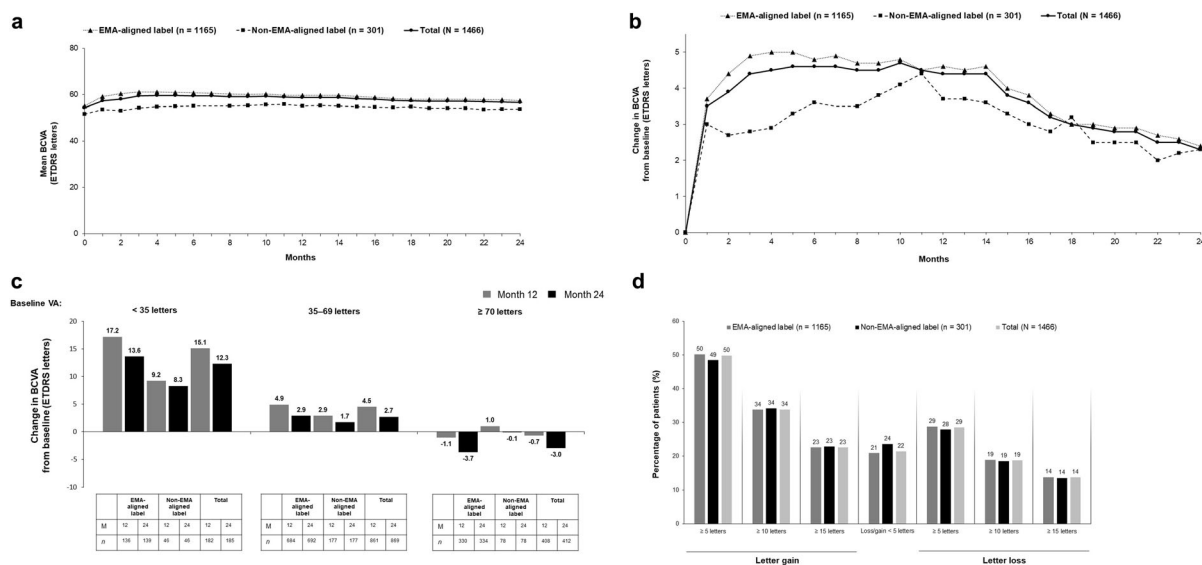 a
EMA-aligned label (n = 1165) Non-EMA-aligned label (n = 301) Total (N = 1466)
80
60
40
20
0
Mean BCVA
(ETDRS letters)
0 2 4 6 8 10 12 14 16 18 20 22 24
Months
b
EMA-aligned label (n = 1165) Non-EMA-aligned label (n = 301) Total (N = 1466)
5
4
3
2
1
0
Change in BCVA
from baseline (ETDRS letters)
0 2 4 6 8 10 12 14 16 18 20 22 24
Months
c
Month 12 Month 24
Baseline VA:
< 35 letters 35–69 letters ≥ 70 letters
20
15
10
5
0
-5
-10
Change in BCVA
from baseline (ETDRS letters)
17.2 13.6 9.2 8.3 15.1 12.3
4.9 2.9 2.9 1.7 4.5 2.7
-1.1 -3.7 1.0 -0.1 -0.7 -3.0
EMA-aligned label Non-EMA aligned label Total
M 12 24 12 24 12 24
n 136 139 46 46 182 185
EMA-aligned label Non-EMA aligned label Total
M 12 24 12 24 12 24
n 684 692 177 177 861 869
EMA-aligned label Non-EMA aligned label Total
M 12 24 12 24 12 24
n 330 334 78 78 408 412
d
EMA-aligned label (n = 1165) Non-EMA-aligned label (n = 301) Total (N = 1466)
60
50
40
30
20
10
0
Percentage of patients (%)
50 49 50
34 34 34
23 23 23
21 24 22
29 28 29
19 19 19
14 14 14
≥ 5 letters ≥ 10 letters ≥ 15 letters Loss/gain < 5 letters ≥ 5 letters ≥ 10 letters ≥ 15 letters
Letter gain Letter loss